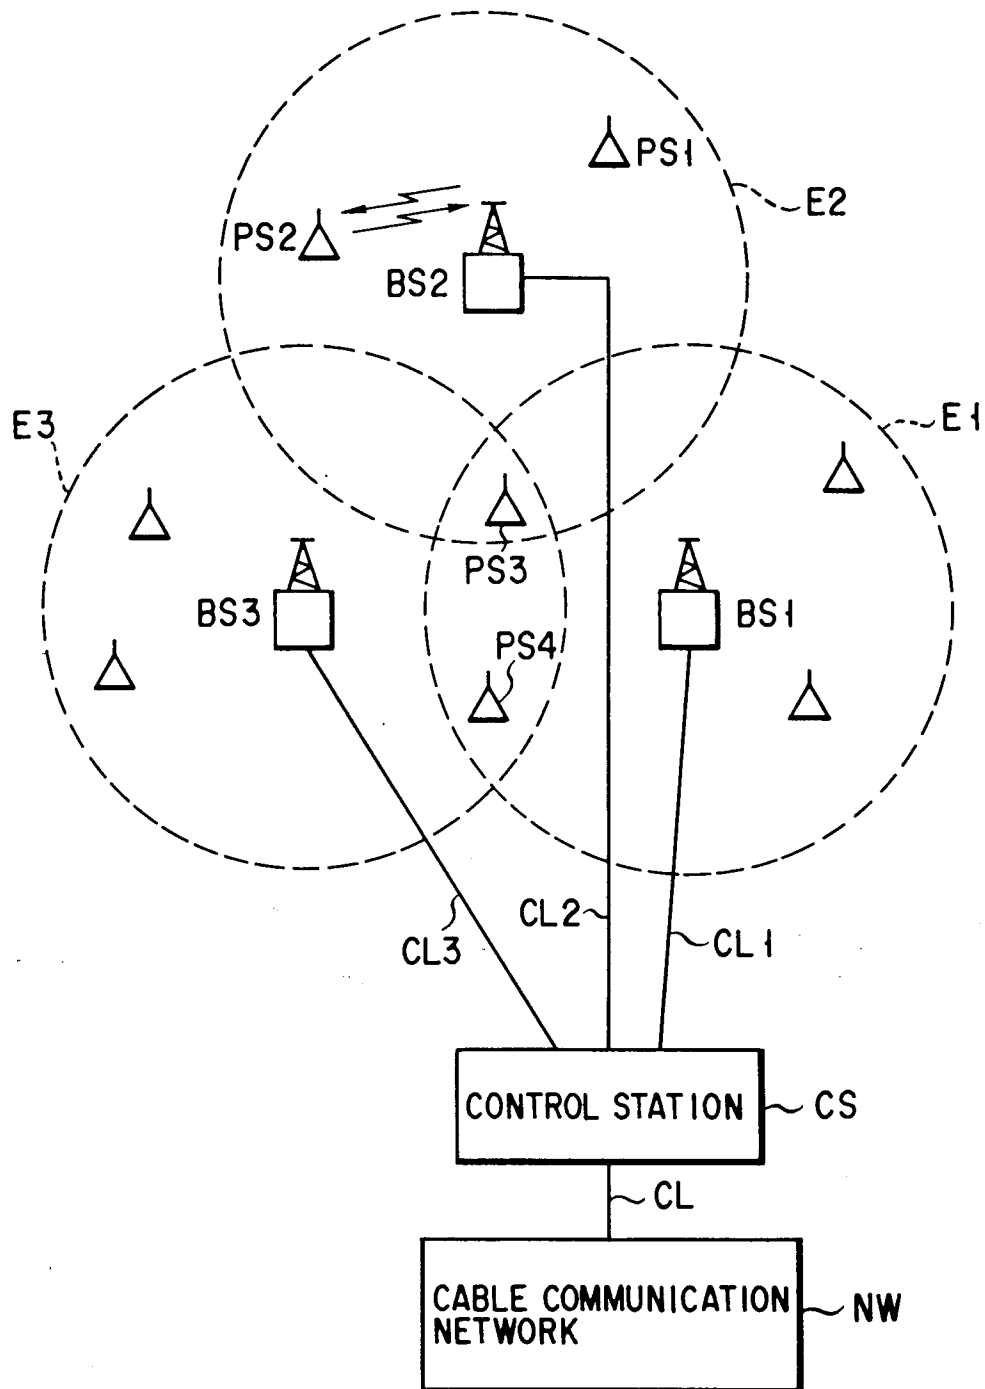 PS1
E2
PS2
BS2
E3
E1
PS3
BS3
BS1
PS4
CL3
CL2
CL1
CONTROL STATION
CS
CL
CABLE COMMUNICATION
NETWORK
NW